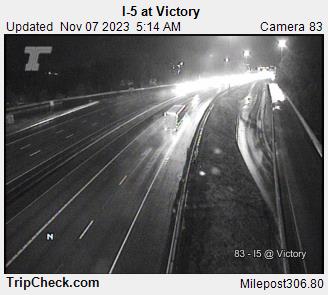 I-5 at Victory
Updated Nov 07 2023 5:14 AM Camera 83
T
N
83 - I5 @ Victory
TripCheck.com Milepost306.80